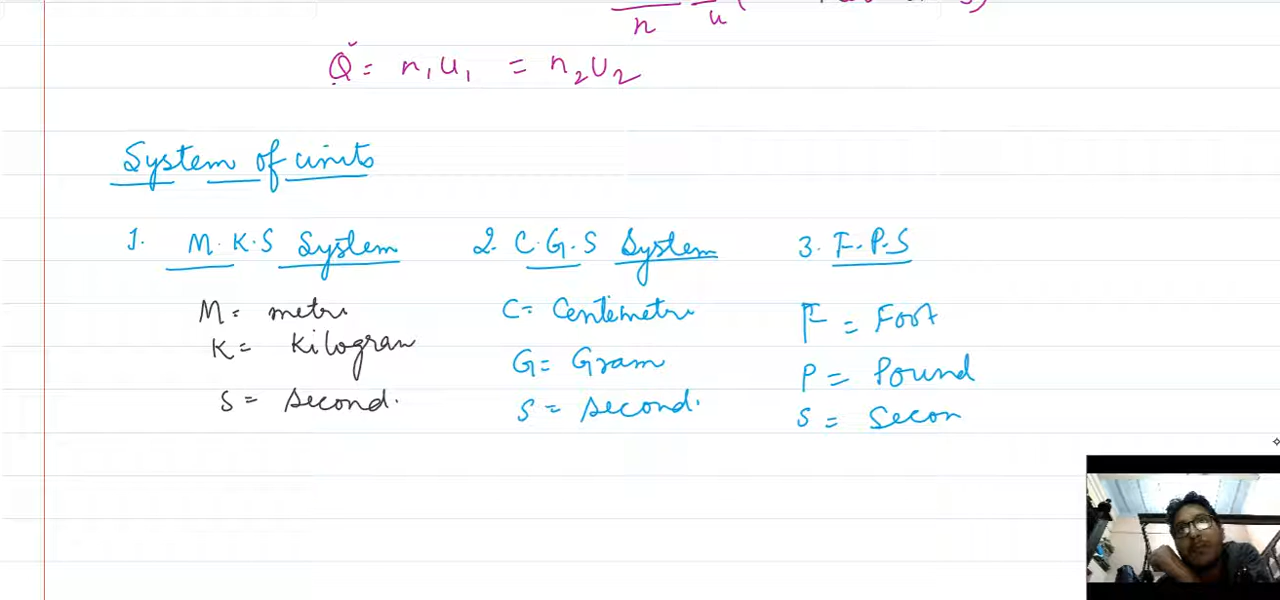 n u (
Q = n₁u₁ = n₂u₂
System of units
1. M.K.S System 2. C.G.S System 3. F.P.S
M = metre C = Centimetre F = Foot
K = Kilogram G = Gram P = Pound
S = Second. S = Second. S = Secon